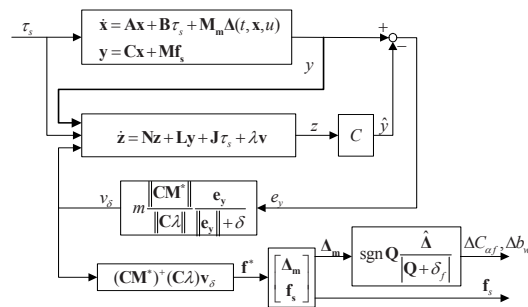 τ_s
ẋ = Ax + Bτ_s + M_m Δ(t, x, u)
y = Cx + Mf_s
+
−
y
ż = Nz + Ly + Jτ_s + λv
z
C
ŷ
v_δ
m ‖CM*‖ / ‖Cλ‖ e_y / ‖e_y‖ + δ
e_y
(CM*)⁺(Cλ)v_δ
f*
[Δ_m f_s]
Δ_m
sgn Q Δ̂ / |Q + δ_f|
ΔC_αf, Δb_w
f_s